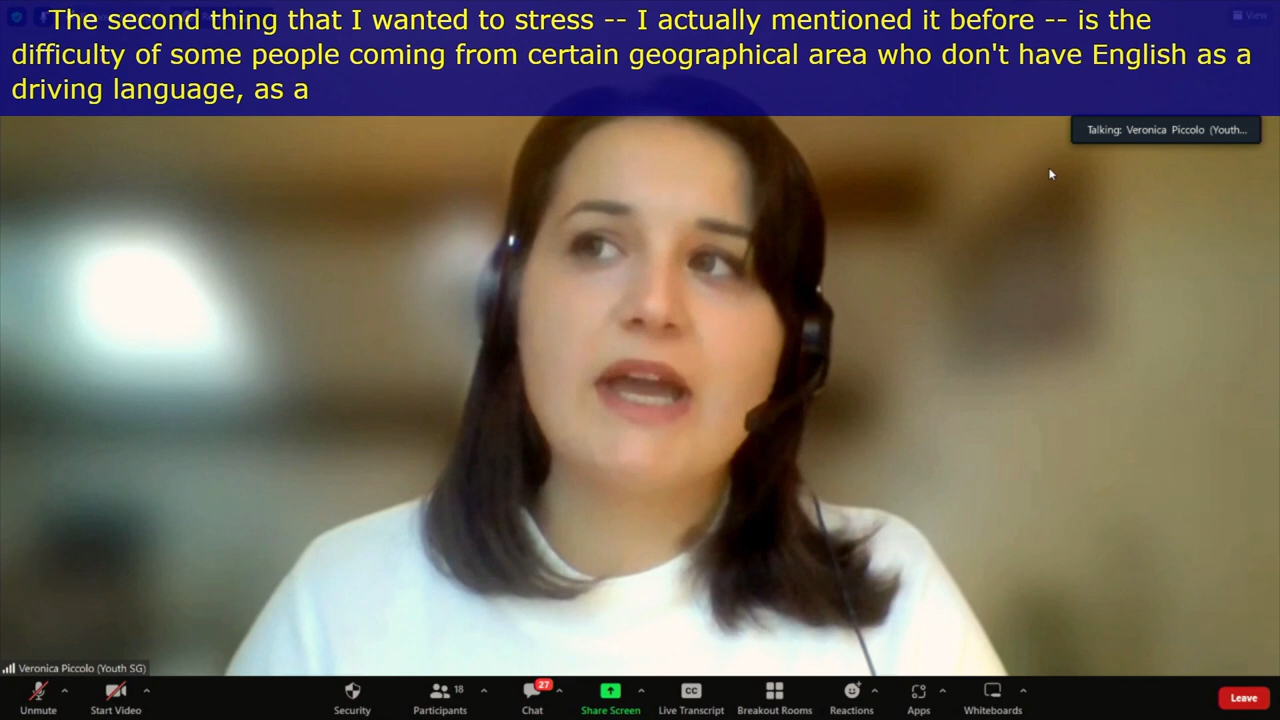 The second thing that I wanted to stress -- I actually mentioned it before -- is the
difficulty of some people coming from certain geographical area who don't have English as a
driving language, as a
View
Talking: Veronica Piccolo (Youth...
Veronica Piccolo (Youth SG)
18
27
CC
Unmute
Start Video
Security
Participants
Chat
Share Screen
Live Transcript
Breakout Rooms
Reactions
Apps
Whiteboards
Leave